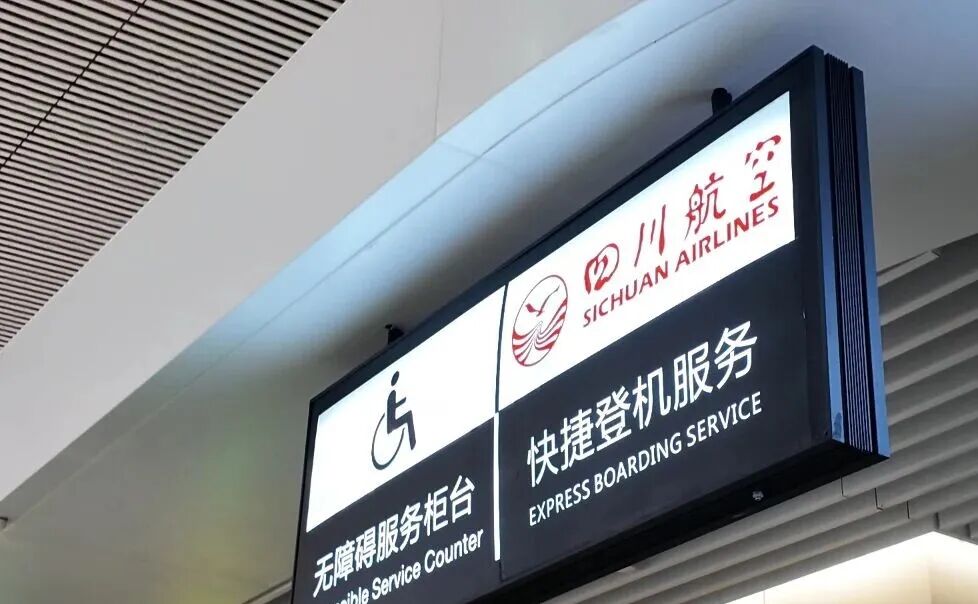 四川航空
SICHUAN AIRLINES
无障碍服务柜台
Service Counter
快捷登机服务
EXPRESS BOARDING SERVICE